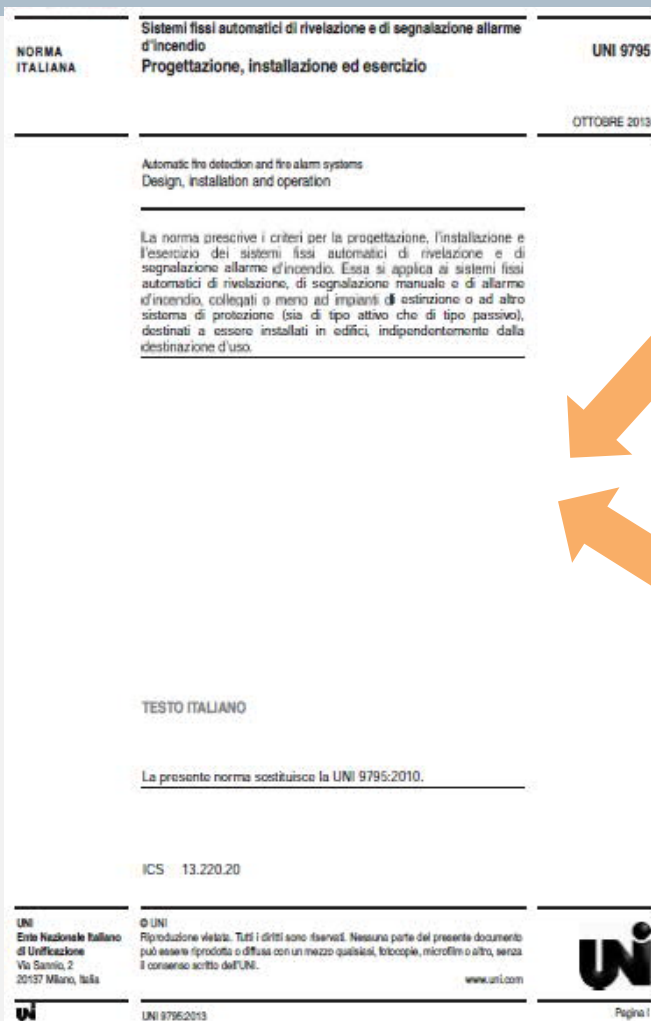 NORMA
ITALIANA
Sistemi fissi automatici di rivelazione e di segnalazione allarme
d'incendio
Progettazione, installazione ed esercizio
UNI 9795
OTTOBRE 2013
Automatic fire detection and fire alarm systems
Design, installation and operation
La norma prescrive i criteri per la progettazione, l'installazione e
l'esercizio dei sistemi fissi automatici di rivelazione e di
segnalazione allarme d'incendio. Essa si applica ai sistemi fissi
automatici di rivelazione, di segnalazione manuale e di allarme
d'incendio, collegati o meno ad impianti di estinzione o ad altro
sistema di protezione (sia di tipo attivo che di tipo passivo),
destinati a essere installati in edifici, indipendentemente dalla
destinazione d'uso.
TESTO ITALIANO
La presente norma sostituisce la UNI 9795:2010.
ICS 13.220.20
UNI
Ente Nazionale Italiano
di Unificazione
Via Sannio, 2
20137 Milano, Italia
© UNI
Riproduzione vietata. Tutti i diritti sono riservati. Nessuna parte del presente documento
può essere riprodotta o diffusa con un mezzo qualsiasi, fotocopie, microfilm o altro, senza
il consenso scritto dell'UNI.
www.uni.com
UNI
UNI
UNI 9795:2013
Pagina I